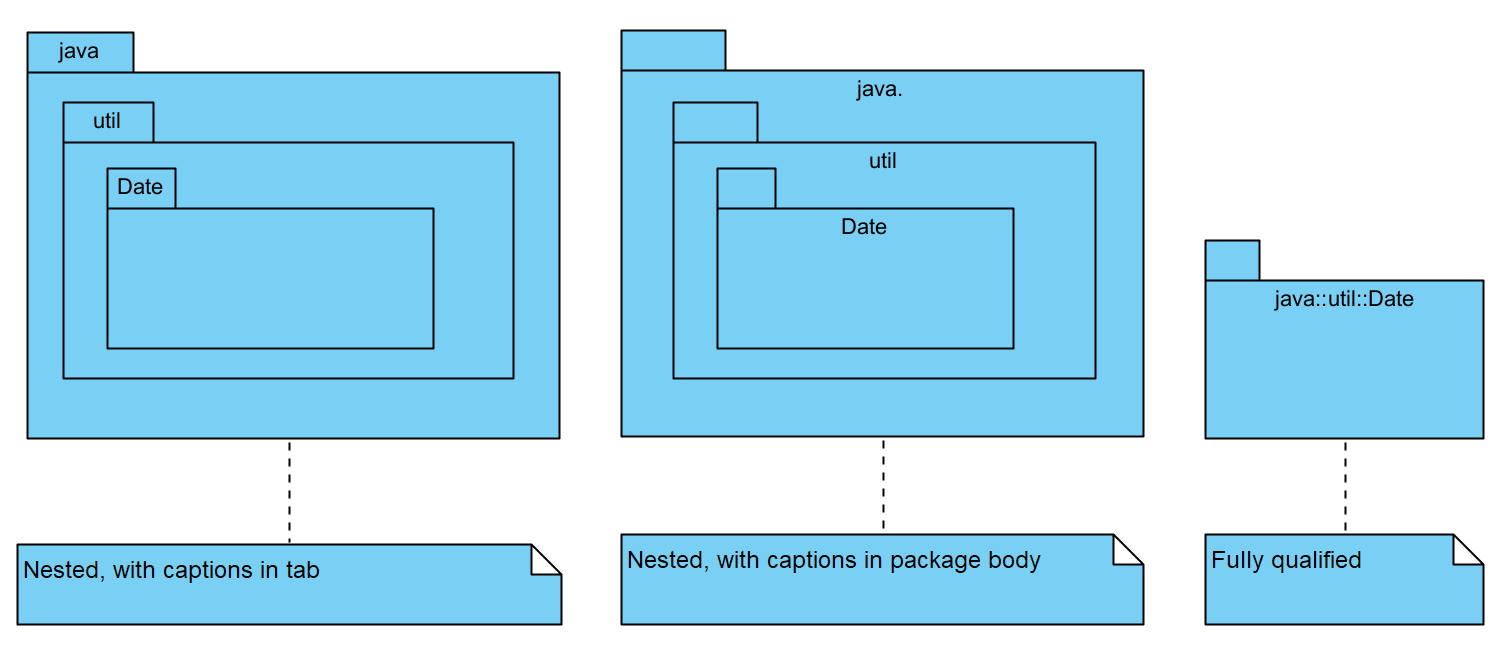 java
util
Date
Nested, with captions in tab
java.
util
Date
Nested, with captions in package body
java::util::Date
Fully qualified